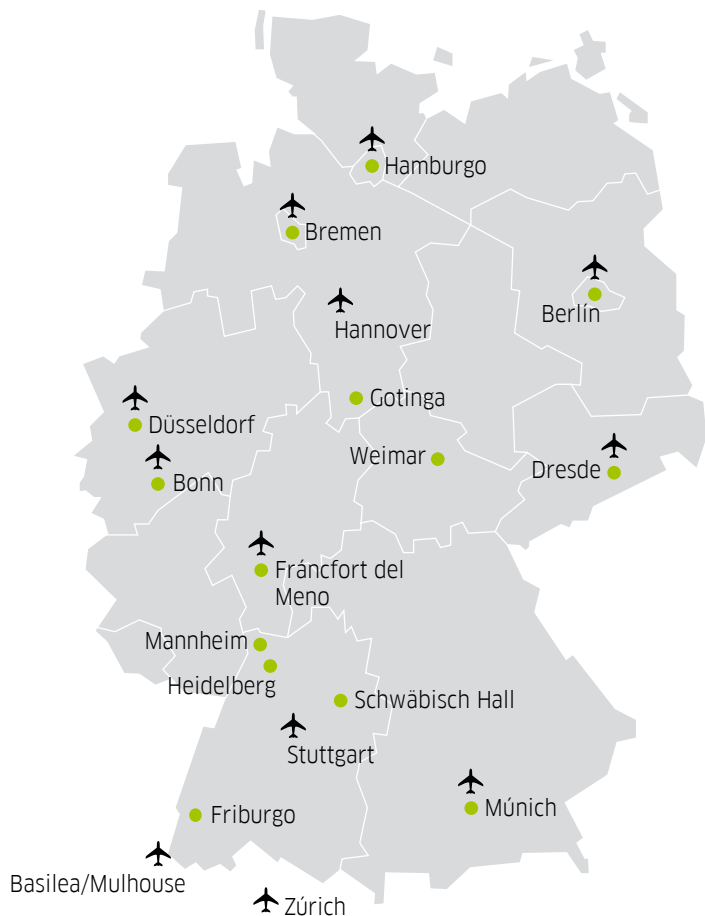 Hamburgo
Bremen
Berlín
Hannover
Gotinga
Düsseldorf
Weimar
Dresde
Bonn
Fráncfort del
Meno
Mannheim
Heidelberg
Schwäbisch Hall
Stuttgart
Múnich
Friburgo
Basilea/Mulhouse
Zúrich